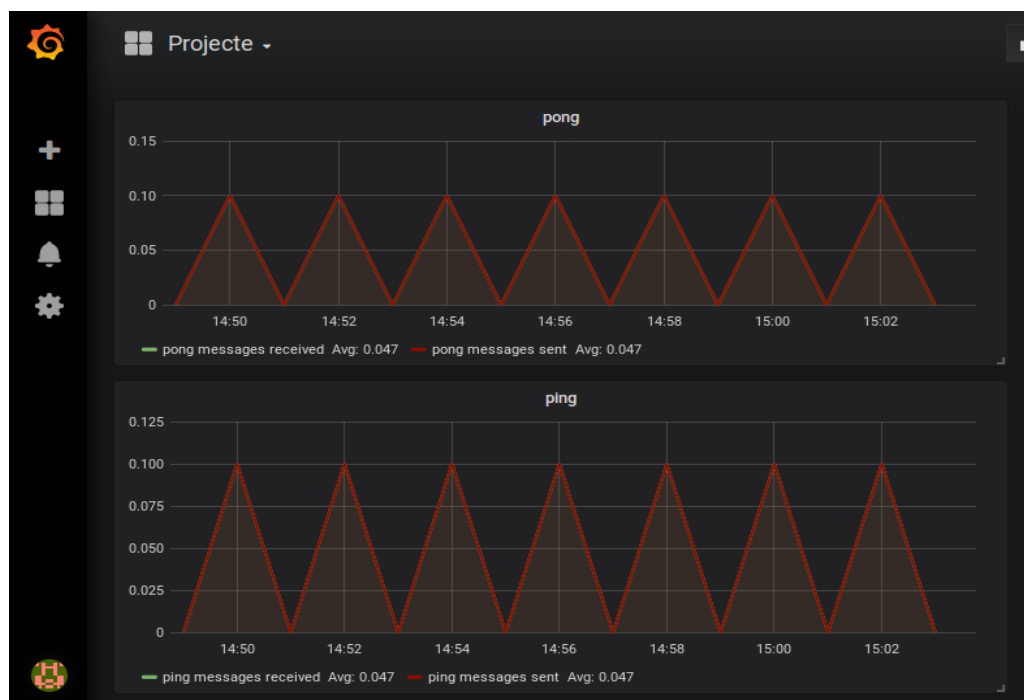 Projecte
pong
0.15
0.10
0.05
0
14:50 14:52 14:54 14:56 14:58 15:00 15:02
pong messages received Avg: 0.047 pong messages sent Avg: 0.047
ping
0.125
0.100
0.075
0.050
0.025
0
14:50 14:52 14:54 14:56 14:58 15:00 15:02
ping messages received Avg: 0.047 ping messages sent Avg: 0.047